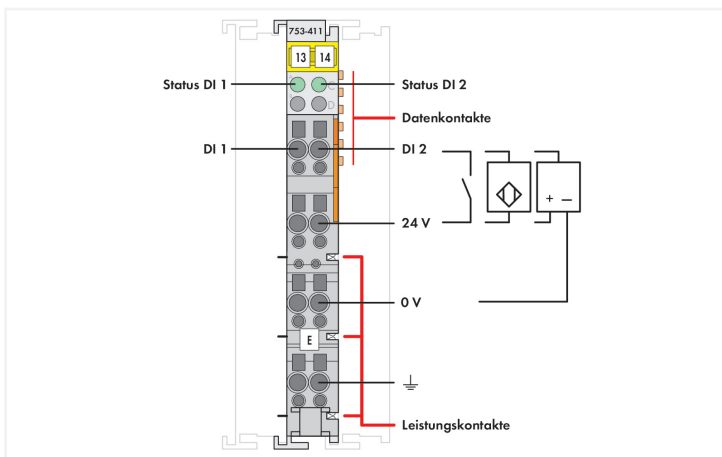 753-411
13 14
Status DI 1
A C
Status DI 2
D
Datenkontakte
DI 1
DI 2
24 V
+ –
0 V
E
Leistungskontakte